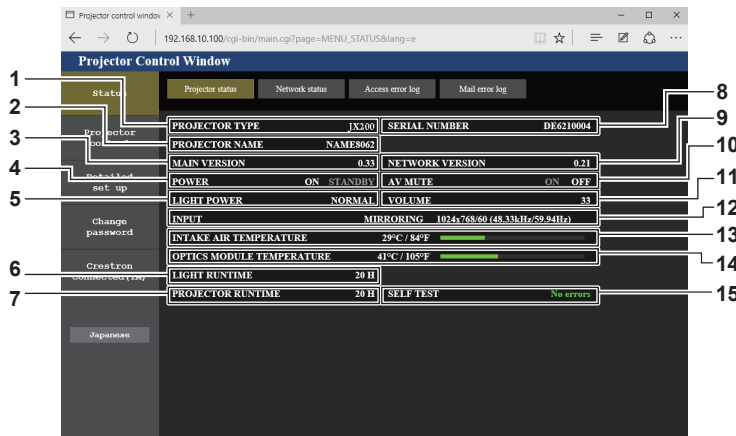 Projector control window × +
192.168.10.100/cgi-bin/main.cgi?page=MENU_STATUS&lang=e
Projector Control Window
Status
Projector status
Network status
Access error log
Mail error log
Projector
Detailed
set up
Change
password
Crestron
Connected(TM)
Japanese
PROJECTOR TYPE JX200
SERIAL NUMBER DE6210004
PROJECTOR NAME NAME8062
MAIN VERSION 0.33
NETWORK VERSION 0.21
POWER ON STANDBY
AV MUTE ON OFF
LIGHT POWER NORMAL
VOLUME 33
INPUT MIRRORING 1024x768/60 (48.33kHz/59.94Hz)
INTAKE AIR TEMPERATURE 29°C / 84°F
OPTICS MODULE TEMPERATURE 41°C / 105°F
LIGHT RUNTIME 20 H
PROJECTOR RUNTIME 20 H
SELF TEST No errors
1
2
3
4
5
6
7
8
9
10
11
12
13
14
15